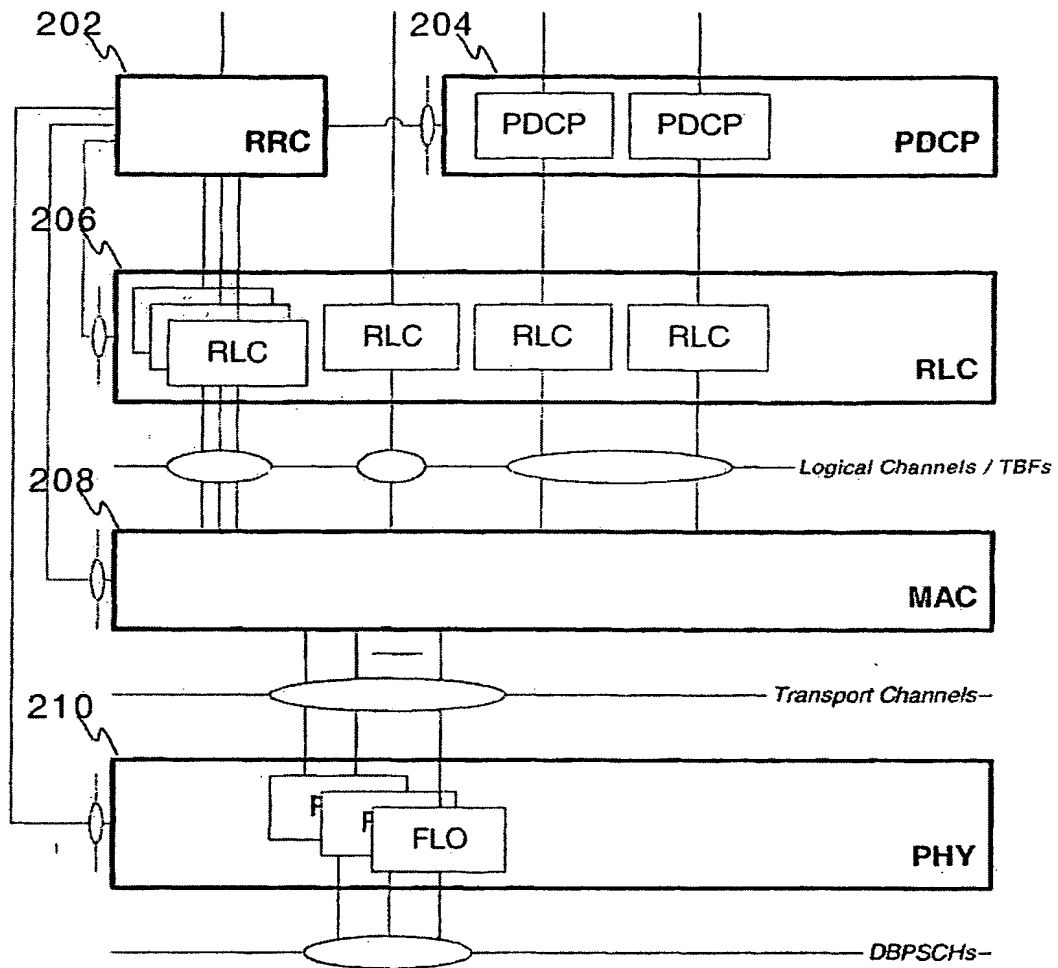 202
204
RRC
PDCP
PDCP
PDCP
206
RLC
RLC
RLC
RLC
RLC
Logical Channels / TBFs
208
MAC
Transport Channels
210
F
F
FLO
PHY
DBPSCHs